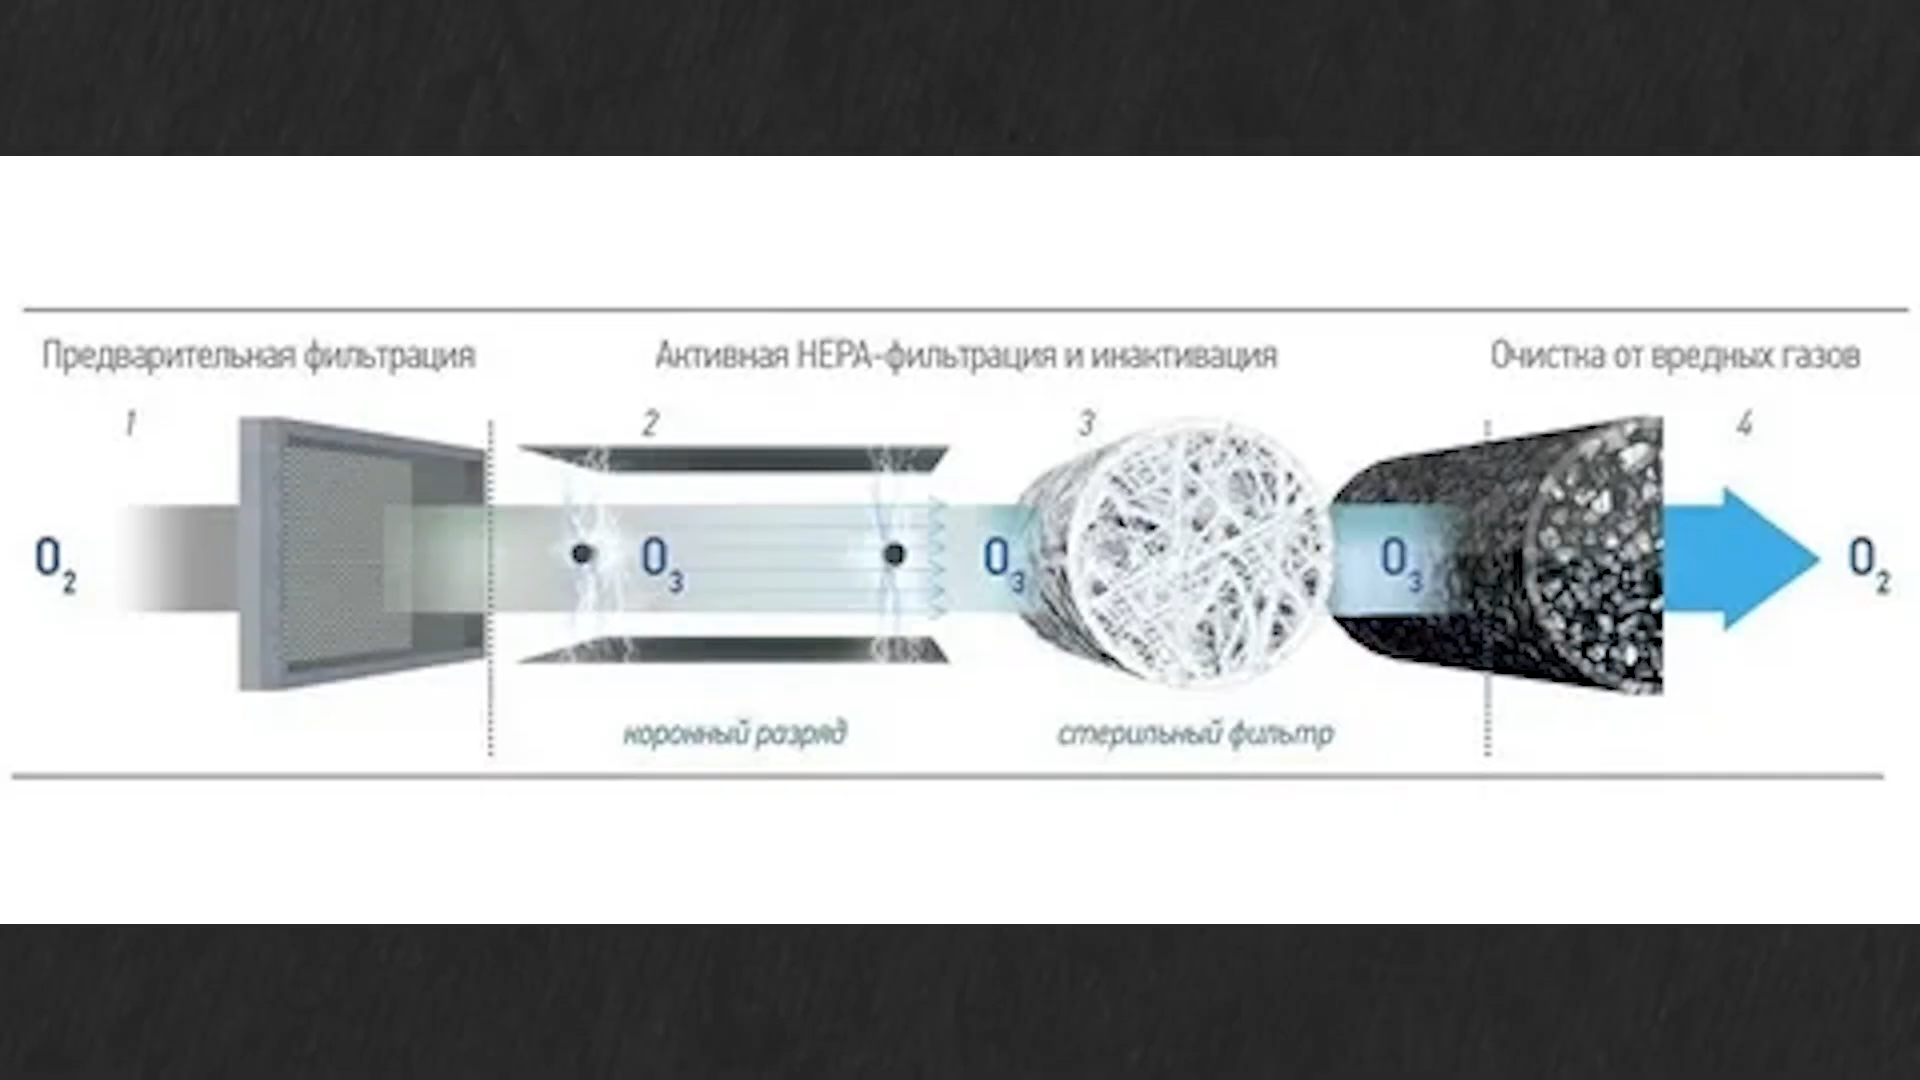 Предварительная фильтрация
Активная HEPA-фильтрация и инактивация
Очистка от вредных газов
1
2
3
4
O₂
O₃
O₃
O₃
O₂
коронный разряд
стерильный фильтр